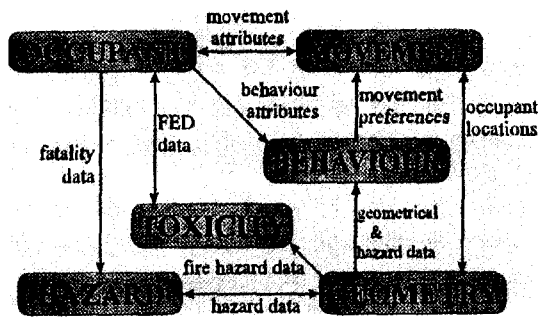 movement
attributes
OCCUPANT
MOVEMENT
behaviour
attributes
movement
preferences
occupant
locations
FED
data
fatality
data
BEHAVIOUR
TOXICITY
geometrical
&
hazard data
fire hazard data
HAZARD
hazard data
GEOMETRY